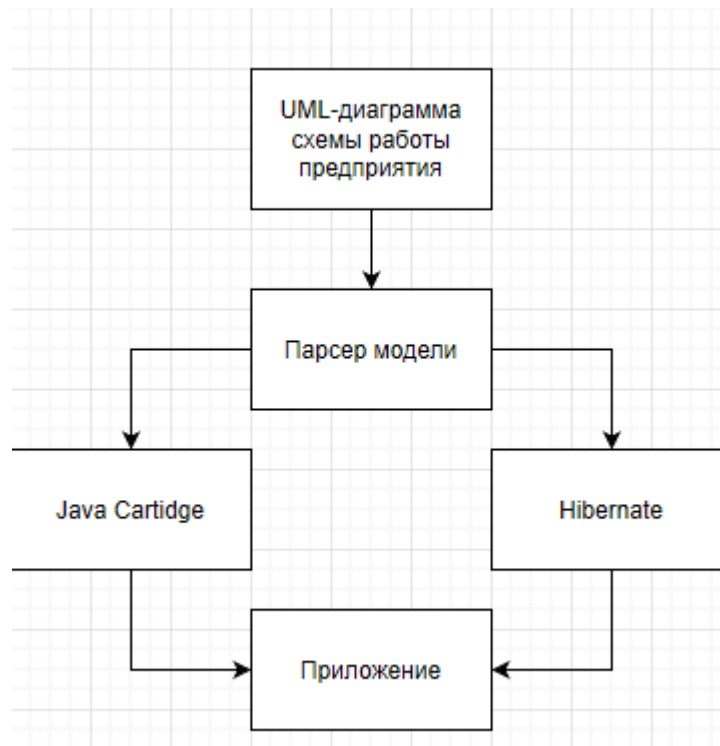 UML-диаграмма
схемы работы
предприятия
Парсер модели
Java Cartidge
Hibernate
Приложение